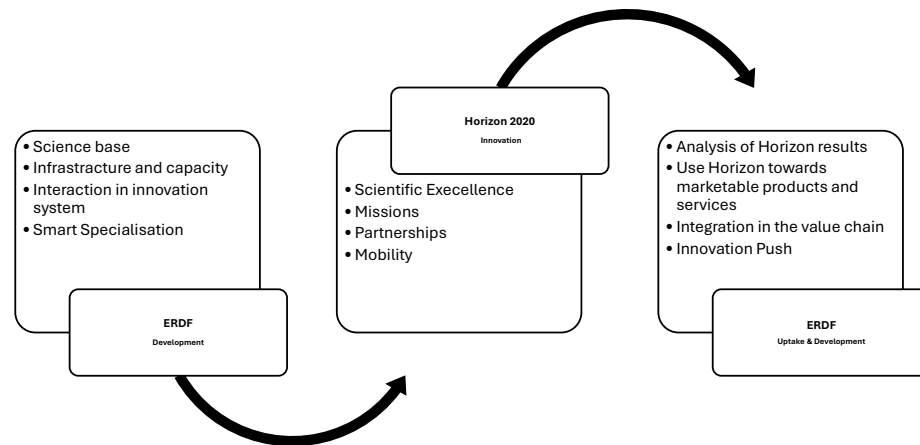 • Science base
• Infrastracture and capacity
• Interaction in innovation
system
• Smart Specialisation
ERDF
Development
Horizon 2020
Innovation
• Scientific Execellence
• Missions
• Partnerships
• Mobility
• Analysis of Horizon results
• Use Horizon towards
marketable products and
services
• Integration in the value chain
• Innovation Push
ERDF
Uptake & Development